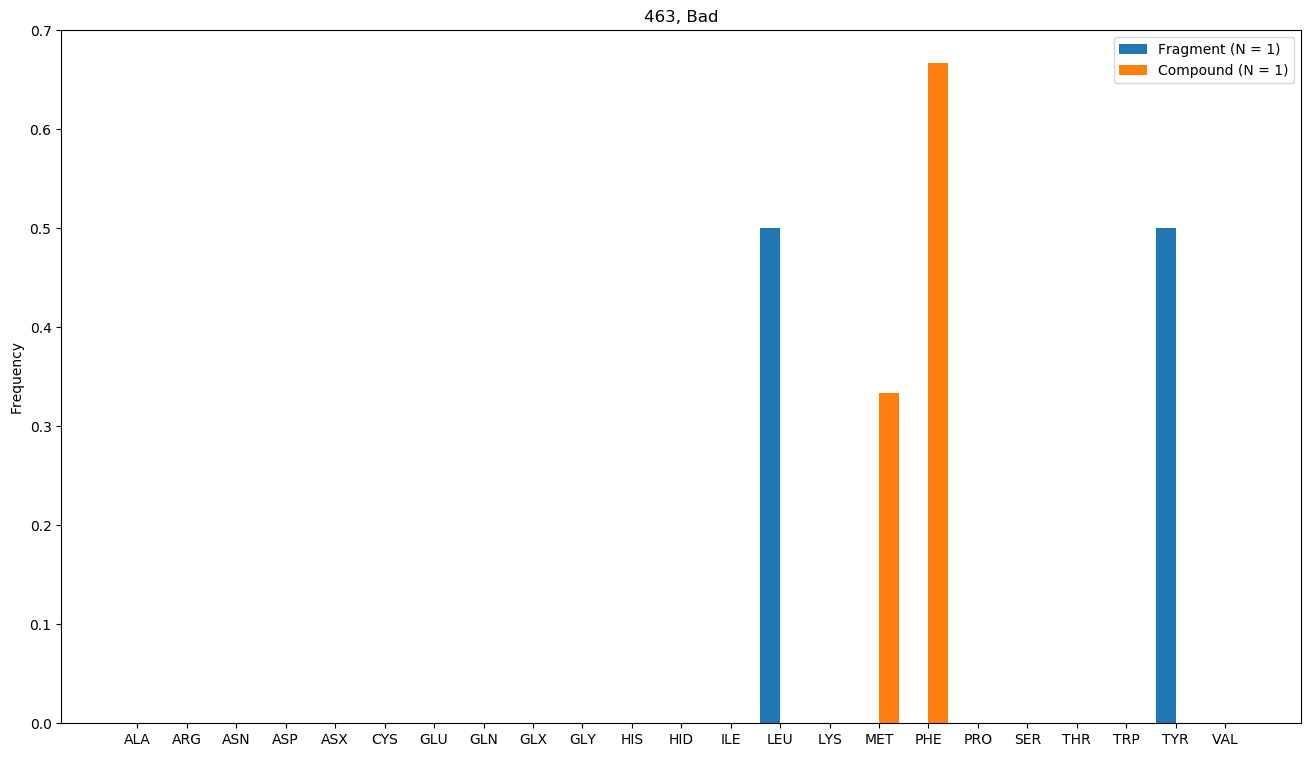 463, Bad
Fragment (N = 1)
Compound (N = 1)
Frequency
0.7
0.6
0.5
0.4
0.3
0.2
0.1
0.0
ALA ARG ASN ASP ASX CYS GLU GLN GLX GLY HIS HID ILE LEU LYS MET PHE PRO SER THR TRP TYR VAL